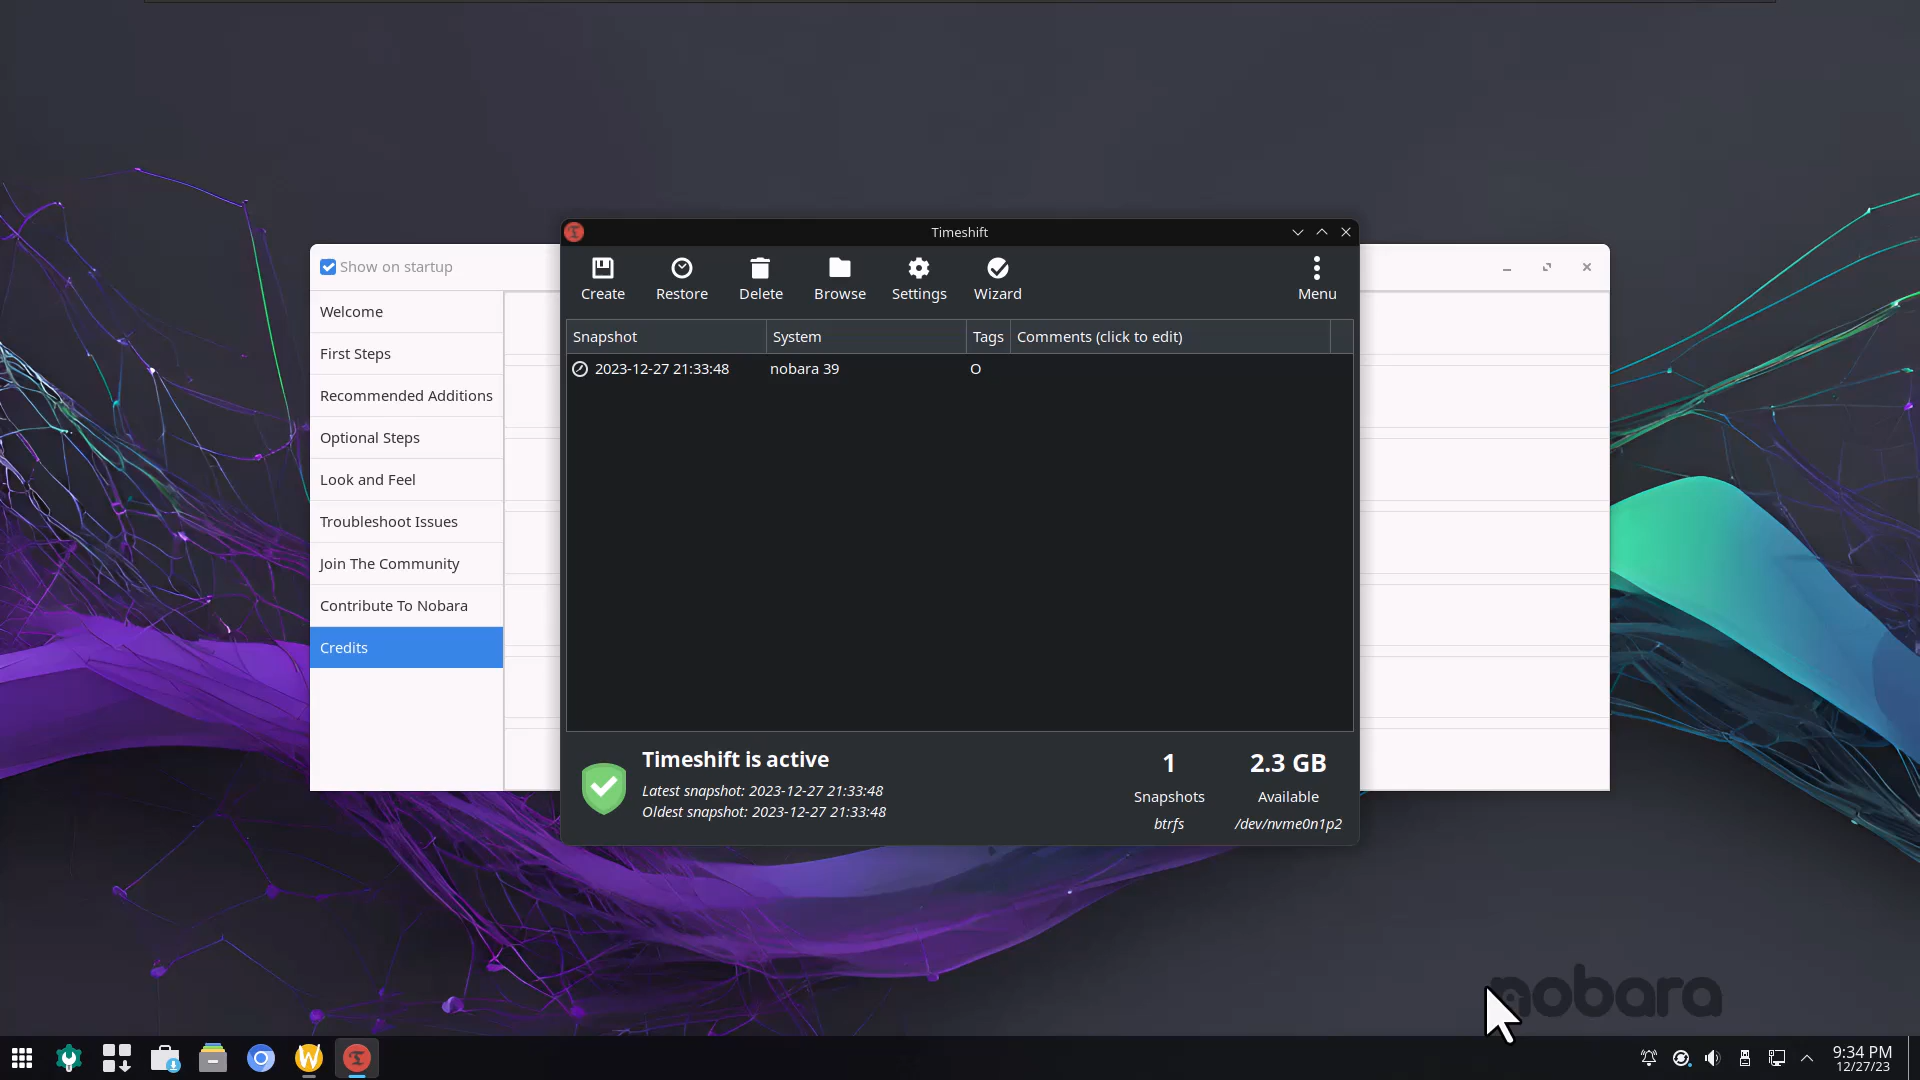 Timeshift
Show on startup
Welcome
First Steps
Recommended Additions
Optional Steps
Look and Feel
Troubleshoot Issues
Join The Community
Contribute To Nobara
Credits
Create Restore Delete Browse Settings Wizard Menu
Snapshot System Tags Comments (click to edit)
2023-12-27 21:33:48 nobara 39 O
Timeshift is active
Latest snapshot: 2023-12-27 21:33:48
Oldest snapshot: 2023-12-27 21:33:48
1
Snapshots
btrfs
2.3 GB
Available
/dev/nvme0n1p2
nobara
9:34 PM
12/27/23